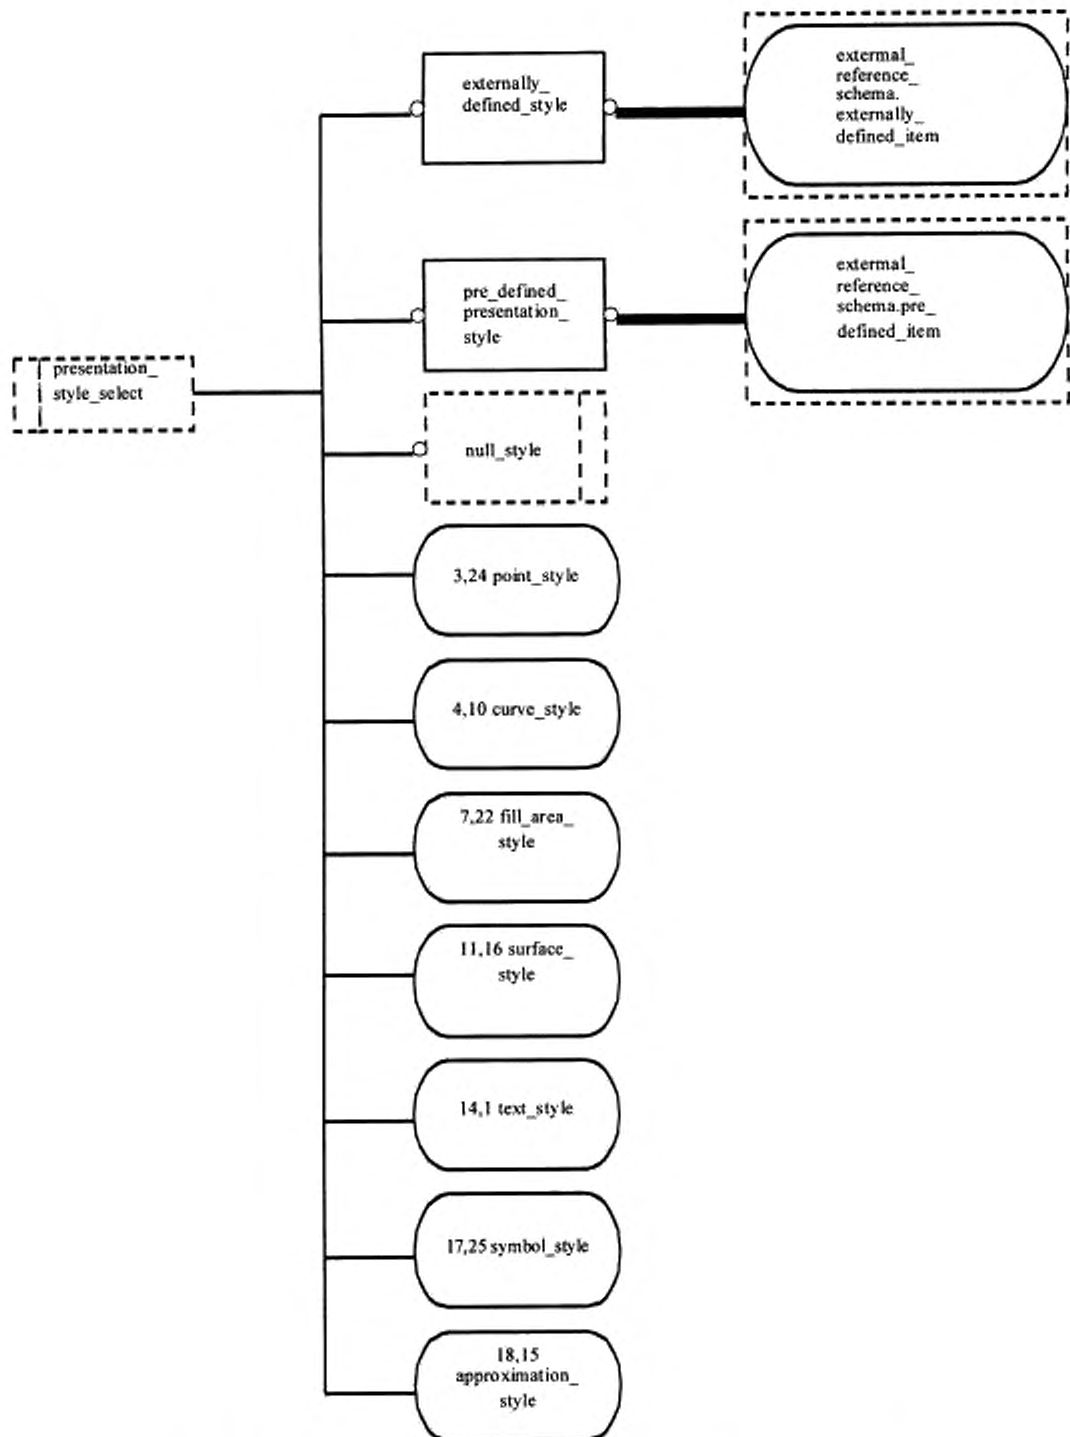 externally_
defined_style
extermal_
reference_
schema.
externally_
defined_item
pre_defined_
presentation_
style
extermal_
reference_
schema.pre_
defined_item
presentation_
style_select
null_style
3,24 point_style
4,10 curve_style
7,22 fill_area_
style
11,16 surface_
style
14,1 text_style
17,25 symbol_style
18,15
approximation_
style